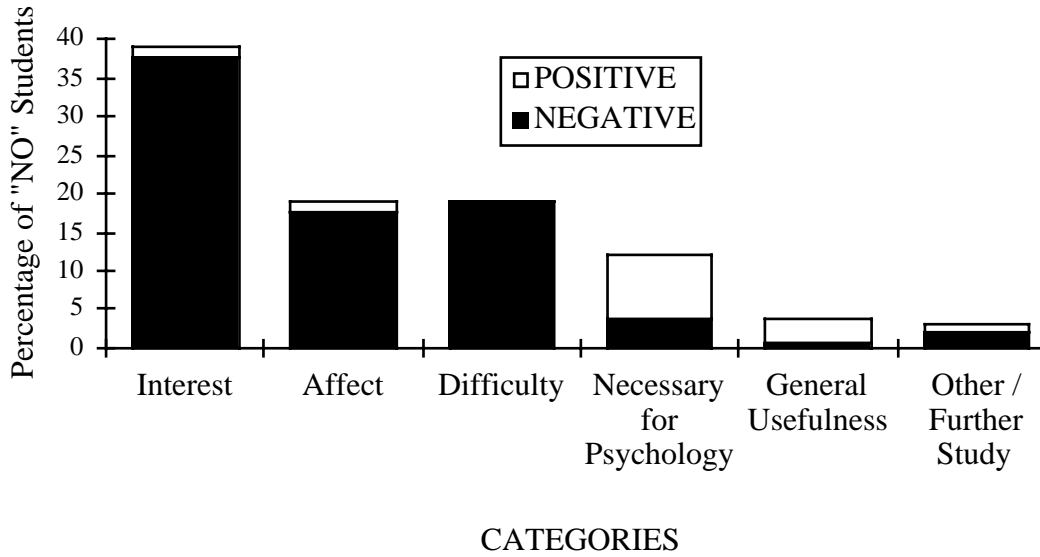 Percentage of "NO" Students
40
35
30
25
20
15
10
5
0
POSITIVE
NEGATIVE
Interest
Affect
Difficulty
Necessary
for
Psychology
General
Usefulness
Other /
Further
Study
CATEGORIES